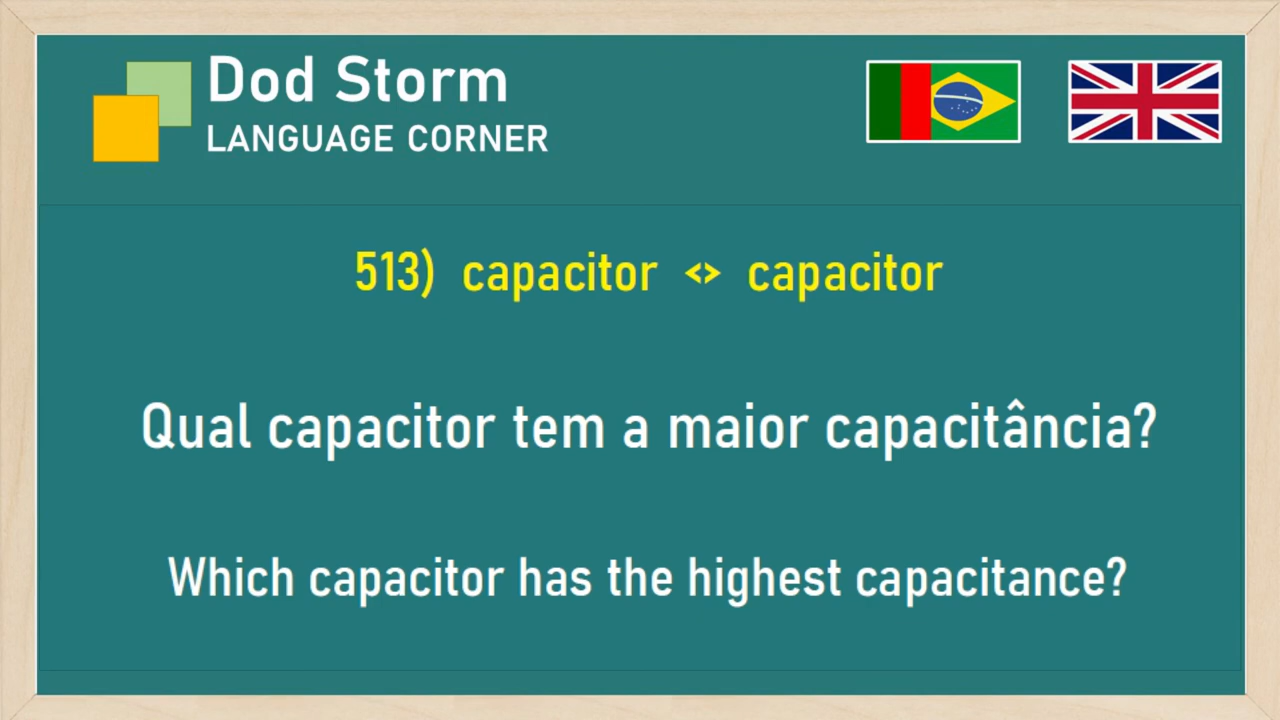 Dod Storm
LANGUAGE CORNER
513) capacitor <> capacitor
Qual capacitor tem a maior capacitância?
Which capacitor has the highest capacitance?